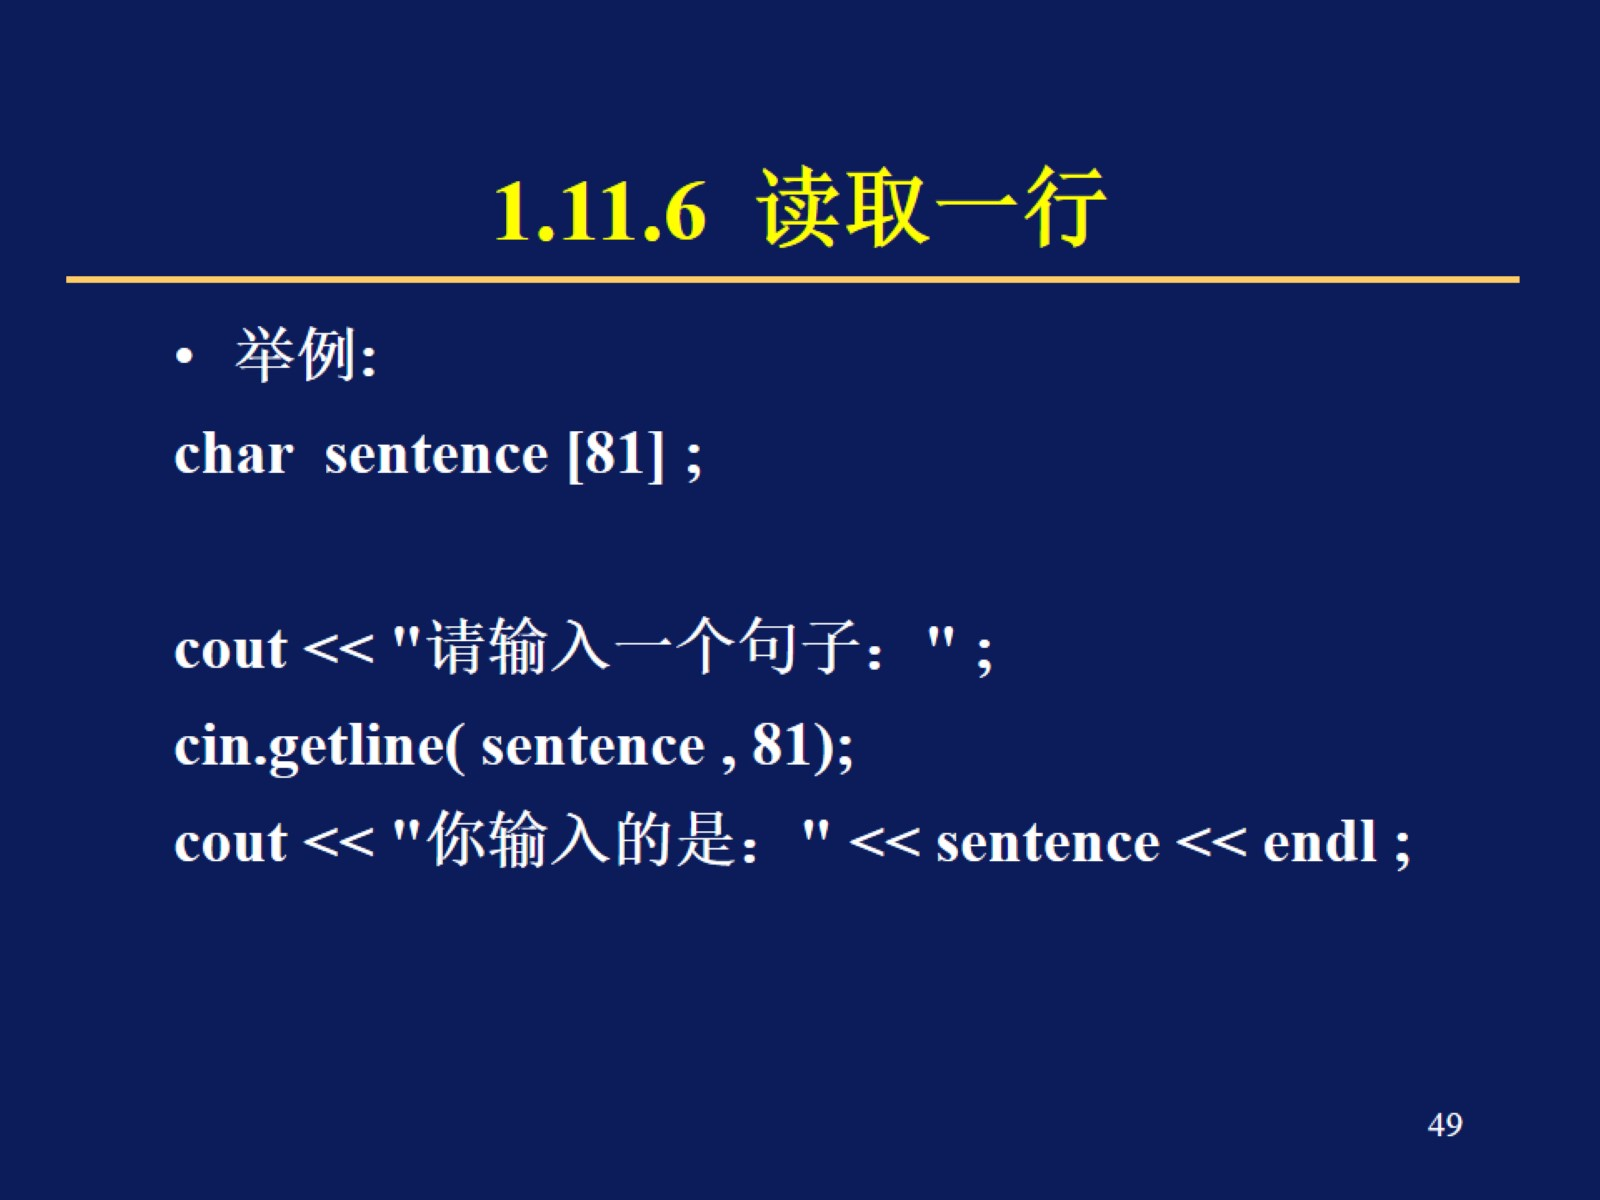 1.11.6 读取一行
• 举例:
char sentence [81] ;
cout << "请输入一个句子：" ;
cin.getline( sentence , 81);
cout << "你输入的是：" << sentence << endl ;
49